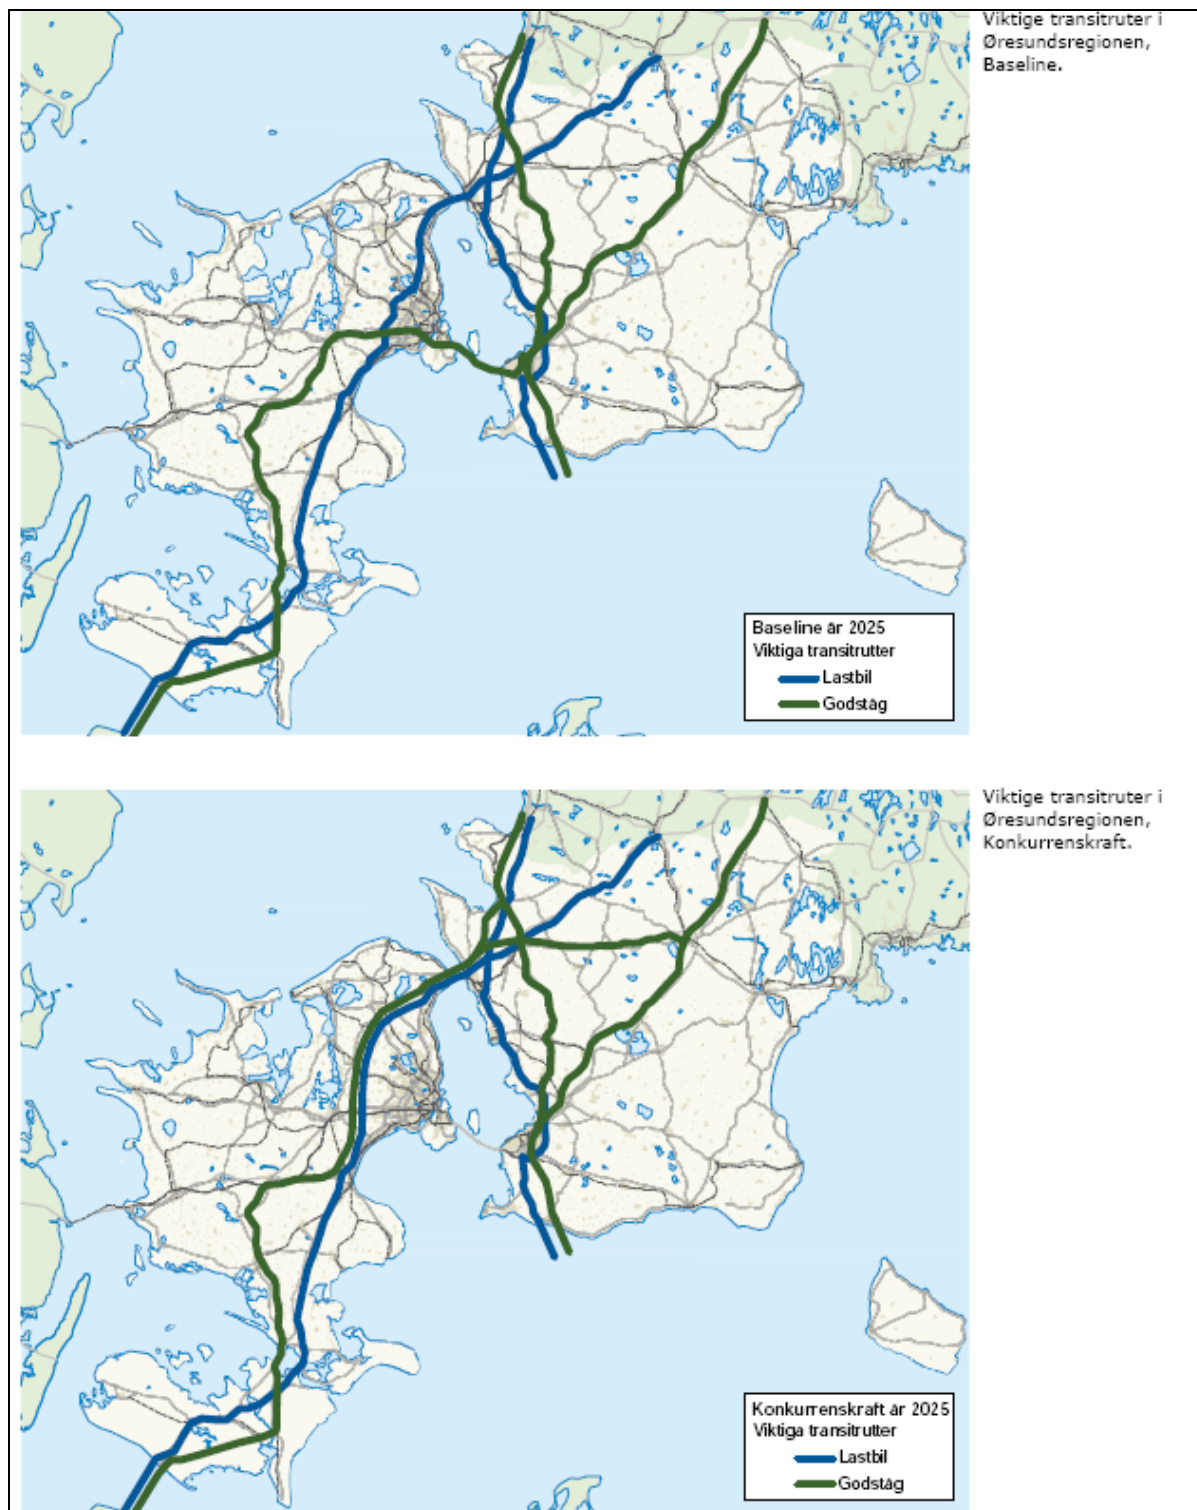 Viktige transitruter i
Øresundsregionen,
Baseline.
Baseline år 2025
Viktiga transitrutter
Lastbil
Godståg
Viktige transitruter i
Øresundsregionen,
Konkurrenskraft.
Konkurrenskraft år 2025
Viktiga transitrutter
Lastbil
Godståg